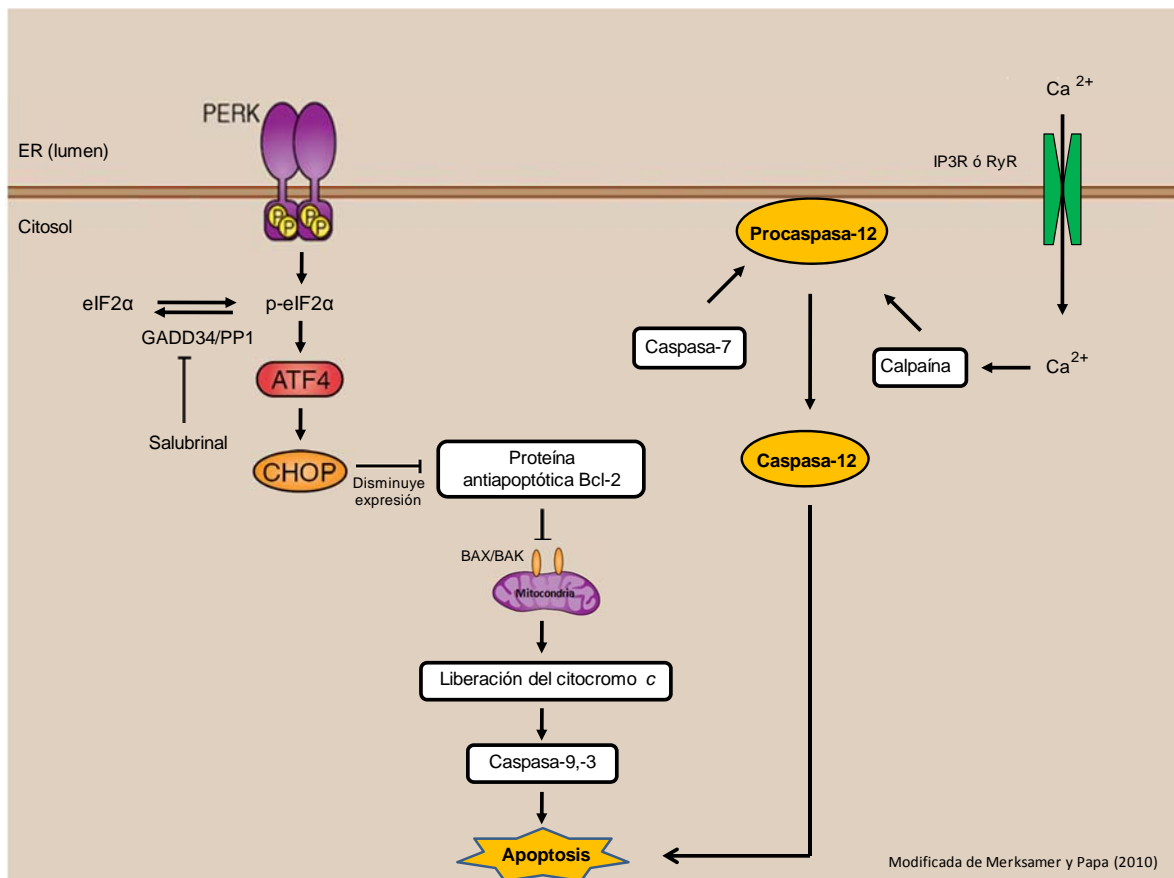 PERK
ER (lumen)
Citosol
P
P
P
P
eIF2α
p-eIF2α
GADD34/PP1
Salubrinal
ATF4
CHOP
Disminuye
expresión
Proteína
antiapoptótica Bcl-2
BAX/BAK
Mitocondria
Liberación del citocromo c
Caspasa-9,-3
Apoptosis
Ca 2+
IP3R ó RyR
Procaspasa-12
Caspasa-7
Calpaína
Ca2+
Caspasa-12
Modificada de Merksamer y Papa (2010)